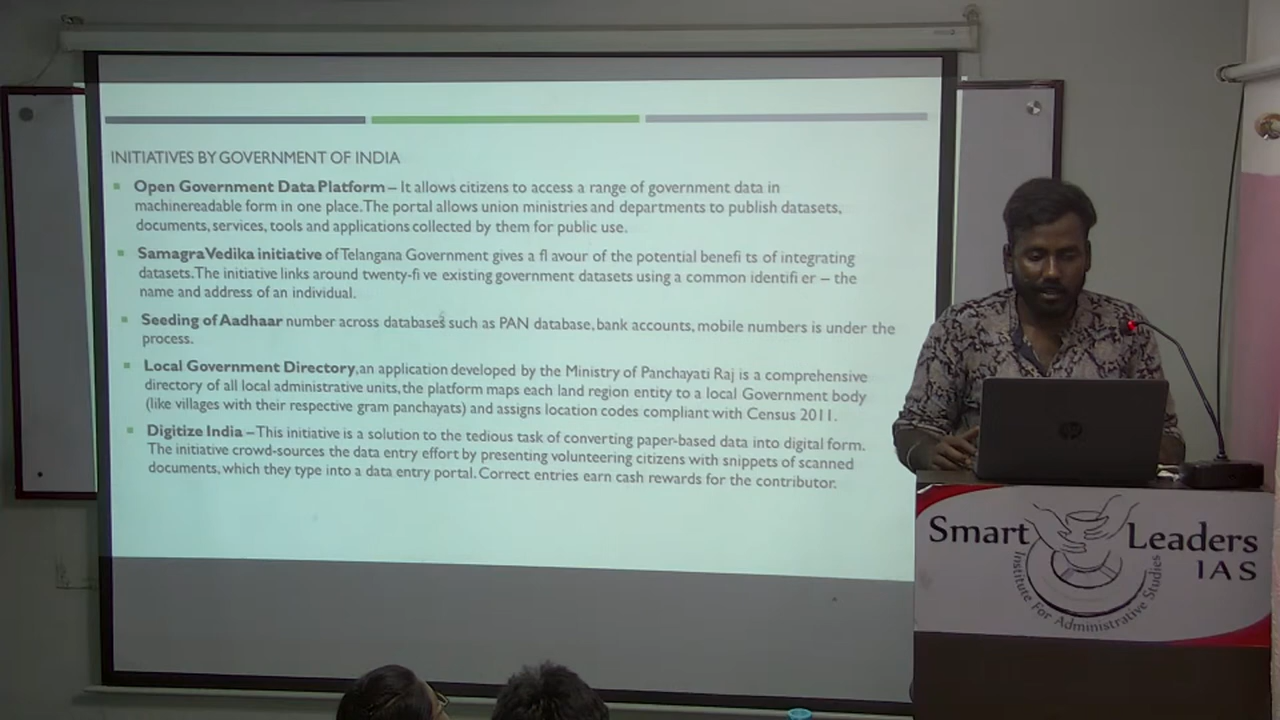 INITIATIVES BY GOVERNMENT OF INDIA
Open Government Data Platform – It allows citizens to access a range of government data in
machinereadable form in one place. The portal allows union ministries and departments to publish datasets,
documents, services, tools and applications collected by them for public use.
Samagra Vedika initiative of Telangana Government gives a fl avour of the potential benefi ts of integrating
datasets. The initiative links around twenty-fi ve existing government datasets using a common identifi er – the
name and address of an individual.
Seeding of Aadhaar number across databases such as PAN database, bank accounts, mobile numbers is under the
process.
Local Government Directory, an application developed by the Ministry of Panchayati Raj is a comprehensive
directory of all local administrative units, the platform maps each land region entity to a local Government body
(like villages with their respective gram panchayats) and assigns location codes compliant with Census 2011.
Digitize India – This initiative is a solution to the tedious task of converting paper-based data into digital form.
The initiative crowd-sources the data entry effort by presenting volunteering citizens with snippets of scanned
documents, which they type into a data entry portal. Correct entries earn cash rewards for the contributor.
hp
Smart Leaders
IAS
Institute For Administrative Studies